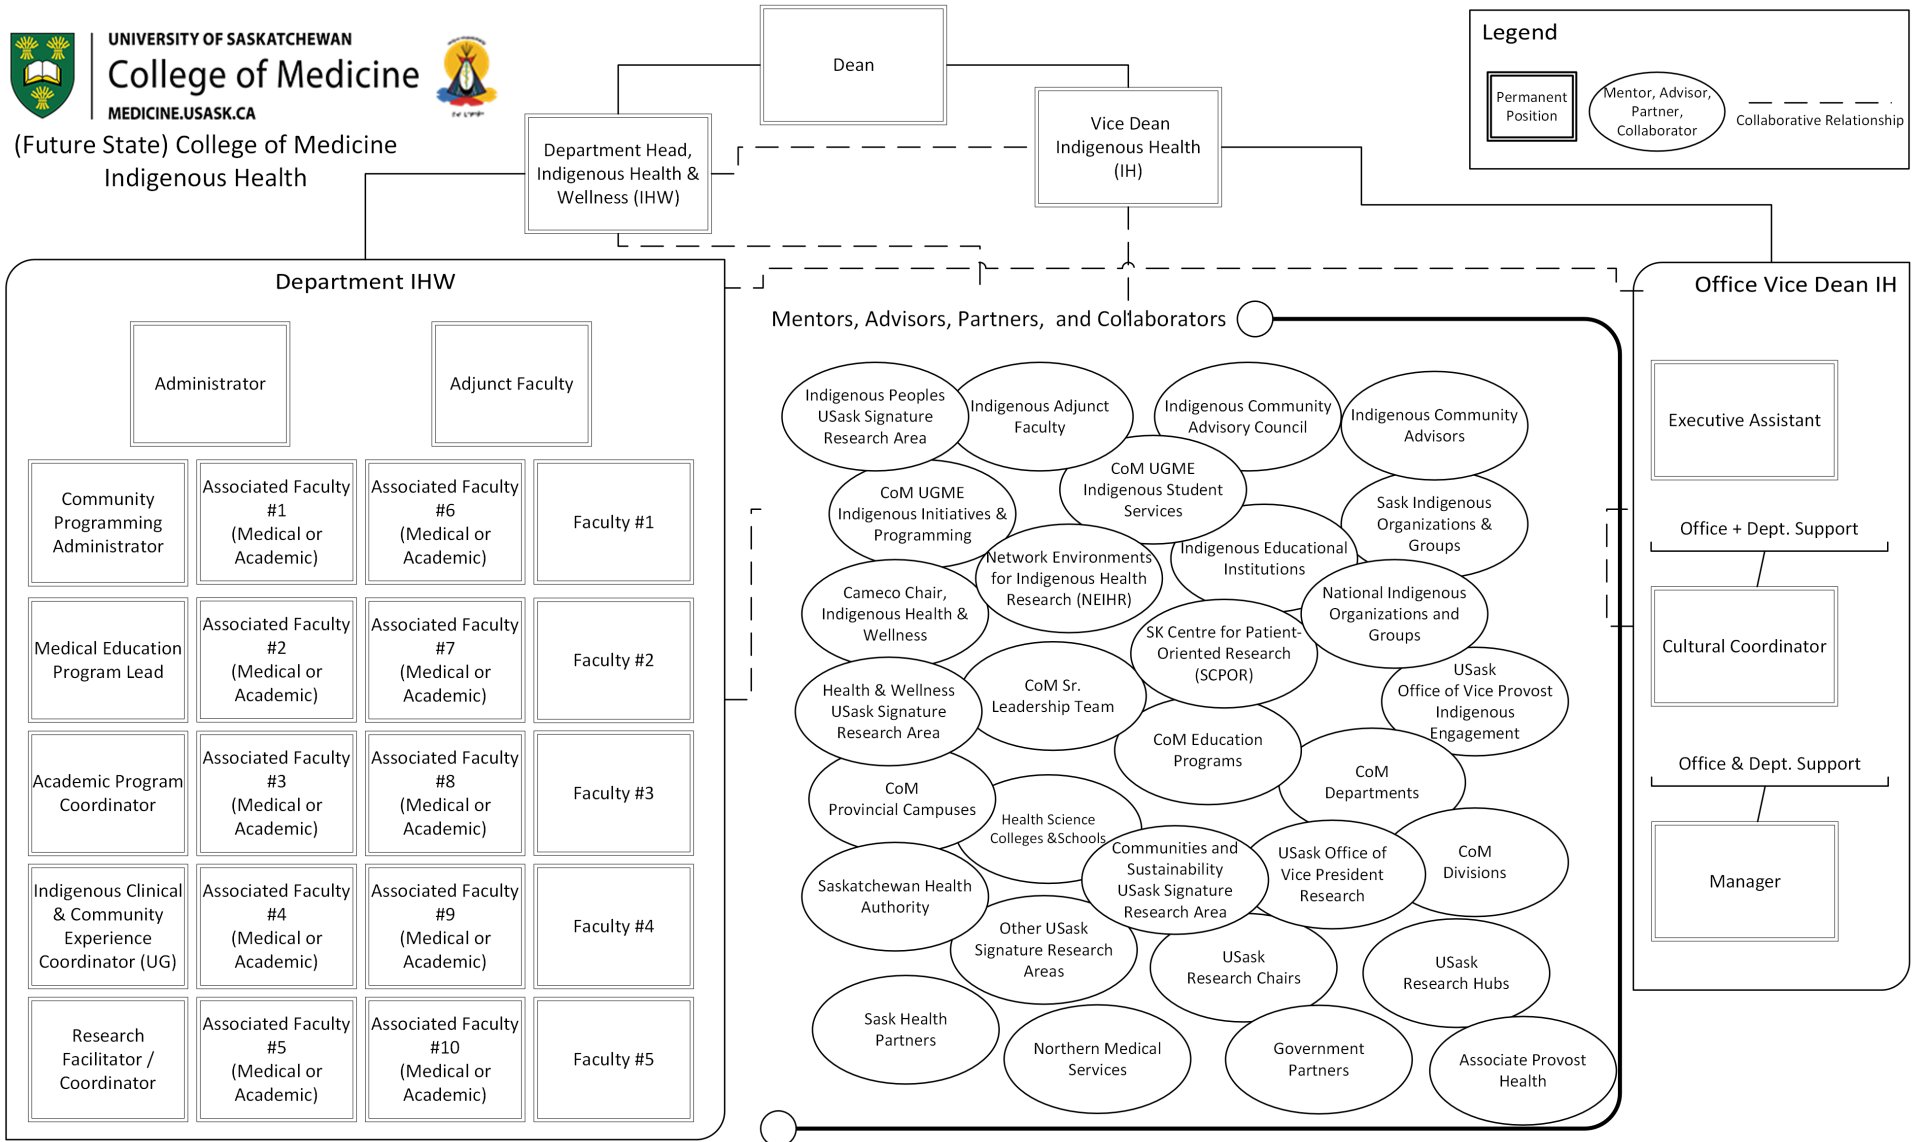 UNIVERSITY OF SASKATCHEWAN
College of Medicine
MEDICINE.USASK.CA
(Future State) College of Medicine
Indigenous Health
Dean
Department Head,
Indigenous Health &
Wellness (IHW)
Vice Dean
Indigenous Health
(IH)
Legend
Permanent
Position
Mentor, Advisor,
Partner,
Collaborator
Collaborative Relationship
Department IHW
Administrator
Adjunct Faculty
Community
Programming
Administrator
Associated Faculty
#1
(Medical or
Academic)
Associated Faculty
#6
(Medical or
Academic)
Faculty #1
Medical Education
Program Lead
Associated Faculty
#2
(Medical or
Academic)
Associated Faculty
#7
(Medical or
Academic)
Faculty #2
Academic Program
Coordinator
Associated Faculty
#3
(Medical or
Academic)
Associated Faculty
#8
(Medical or
Academic)
Faculty #3
Indigenous Clinical
& Community
Experience
Coordinator (UG)
Associated Faculty
#4
(Medical or
Academic)
Associated Faculty
#9
(Medical or
Academic)
Faculty #4
Research
Facilitator /
Coordinator
Associated Faculty
#5
(Medical or
Academic)
Associated Faculty
#10
(Medical or
Academic)
Faculty #5
Mentors, Advisors, Partners, and Collaborators
Indigenous Peoples
USask Signature
Research Area
Indigenous Adjunct
Faculty
Indigenous Community
Advisory Council
Indigenous Community
Advisors
CoM UGME
Indigenous Initiatives &
Programming
CoM UGME
Indigenous Student
Services
Sask Indigenous
Organizations &
Groups
Network Environments
for Indigenous Health
Research (NEIHR)
Indigenous Educational
Institutions
Cameco Chair,
Indigenous Health &
Wellness
National Indigenous
Organizations and
Groups
SK Centre for Patient-
Oriented Research
(SCPOR)
Health & Wellness
USask Signature
Research Area
CoM Sr.
Leadership Team
USask
Office of Vice Provost
Indigenous
Engagement
CoM Education
Programs
CoM
Departments
CoM
Provincial Campuses
Health Science
Colleges &Schools
Communities and
Sustainability
USask Signature
Research Area
USask Office of
Vice President
Research
CoM
Divisions
Saskatchewan Health
Authority
Other USask
Signature Research
Areas
USask
Research Chairs
USask
Research Hubs
Sask Health
Partners
Northern Medical
Services
Government
Partners
Associate Provost
Health
Office Vice Dean IH
Executive Assistant
Office + Dept. Support
Cultural Coordinator
Office & Dept. Support
Manager